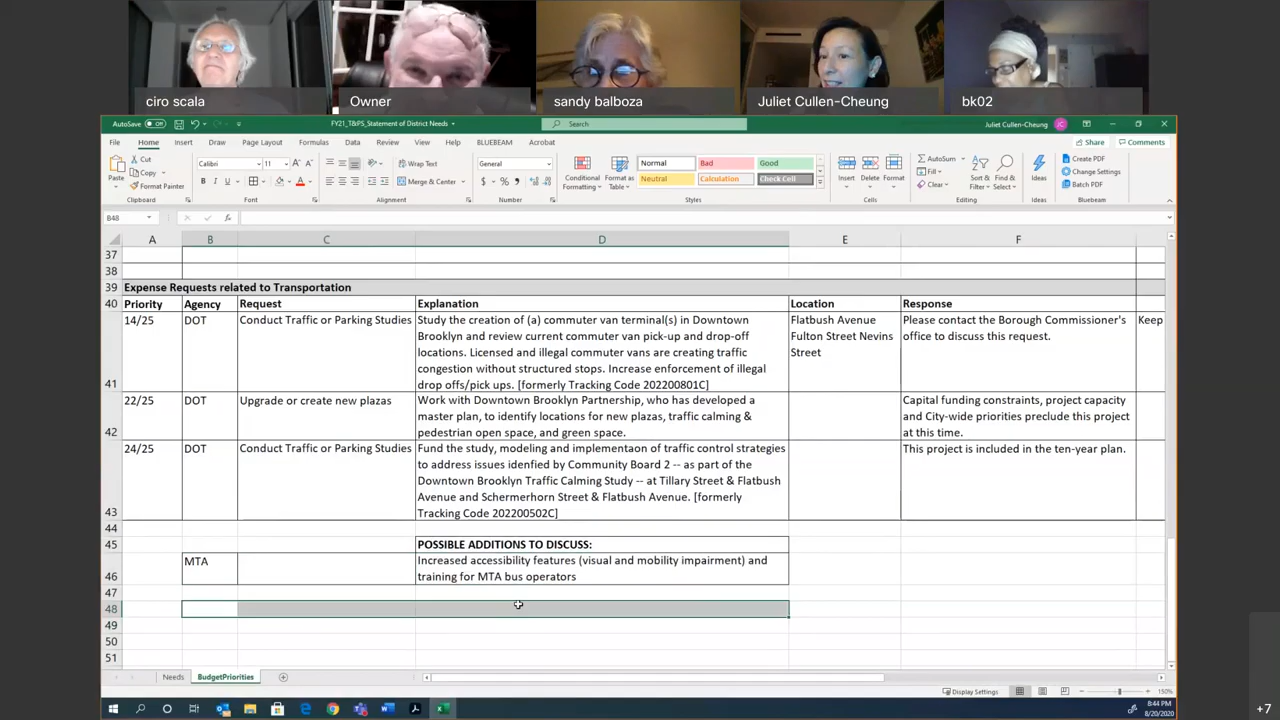 ciro scala
Owner
sandy balboza
Juliet Cullen-Cheung
bk02
AutoSave Off
FY21_T&PS_Statement of District Needs
Search
Juliet Cullen-Cheung JC
File Home Insert Draw Page Layout Formulas Data Review View Help BLUEBEAM Acrobat
Share Comments
Paste
Cut
Copy
Format Painter
Clipboard
Calibri 11
B I U
Font
Wrap Text
Merge & Center
Alignment
General
$ % ,
Number
Conditional Formatting
Format as Table
Normal Bad Good
Neutral Calculation Check Cell
Styles
Insert Delete Format
Cells
AutoSum
Fill
Clear
Sort & Filter
Find & Select
Editing
Ideas
Ideas
Create PDF
Change Settings
Batch PDF
Bluebeam
B48 fx
A B C D E F
37
38
39 Expense Requests related to Transportation
40 Priority Agency Request Explanation Location Response
14/25 DOT Conduct Traffic or Parking Studies Study the creation of (a) commuter van terminal(s) in Downtown Flatbush Avenue Please contact the Borough Commissioner's Keep
Brooklyn and review current commuter van pick-up and drop-off Fulton Street Nevins office to discuss this request.
locations. Licensed and illegal commuter vans are creating traffic Street
congestion without structured stops. Increase enforcement of illegal
41 drop offs/pick ups. [formerly Tracking Code 202200801C]
22/25 DOT Upgrade or create new plazas Work with Downtown Brooklyn Partnership, who has developed a Capital funding constraints, project capacity
master plan, to identify locations for new plazas, traffic calming & and City-wide priorities preclude this project
42 pedestrian open space, and green space. at this time.
24/25 DOT Conduct Traffic or Parking Studies Fund the study, modeling and implementaon of traffic control strategies This project is included in the ten-year plan.
to address issues idenfied by Community Board 2 -- as part of the
Downtown Brooklyn Traffic Calming Study -- at Tillary Street & Flatbush
Avenue and Schermerhorn Street & Flatbush Avenue. [formerly
43 Tracking Code 202200502C]
44
45 POSSIBLE ADDITIONS TO DISCUSS:
MTA Increased accessibility features (visual and mobility impairment) and
46 training for MTA bus operators
47
48
49
50
51
Needs BudgetPriorities
Display Settings 150%
8:44 PM
8/20/2020
+7